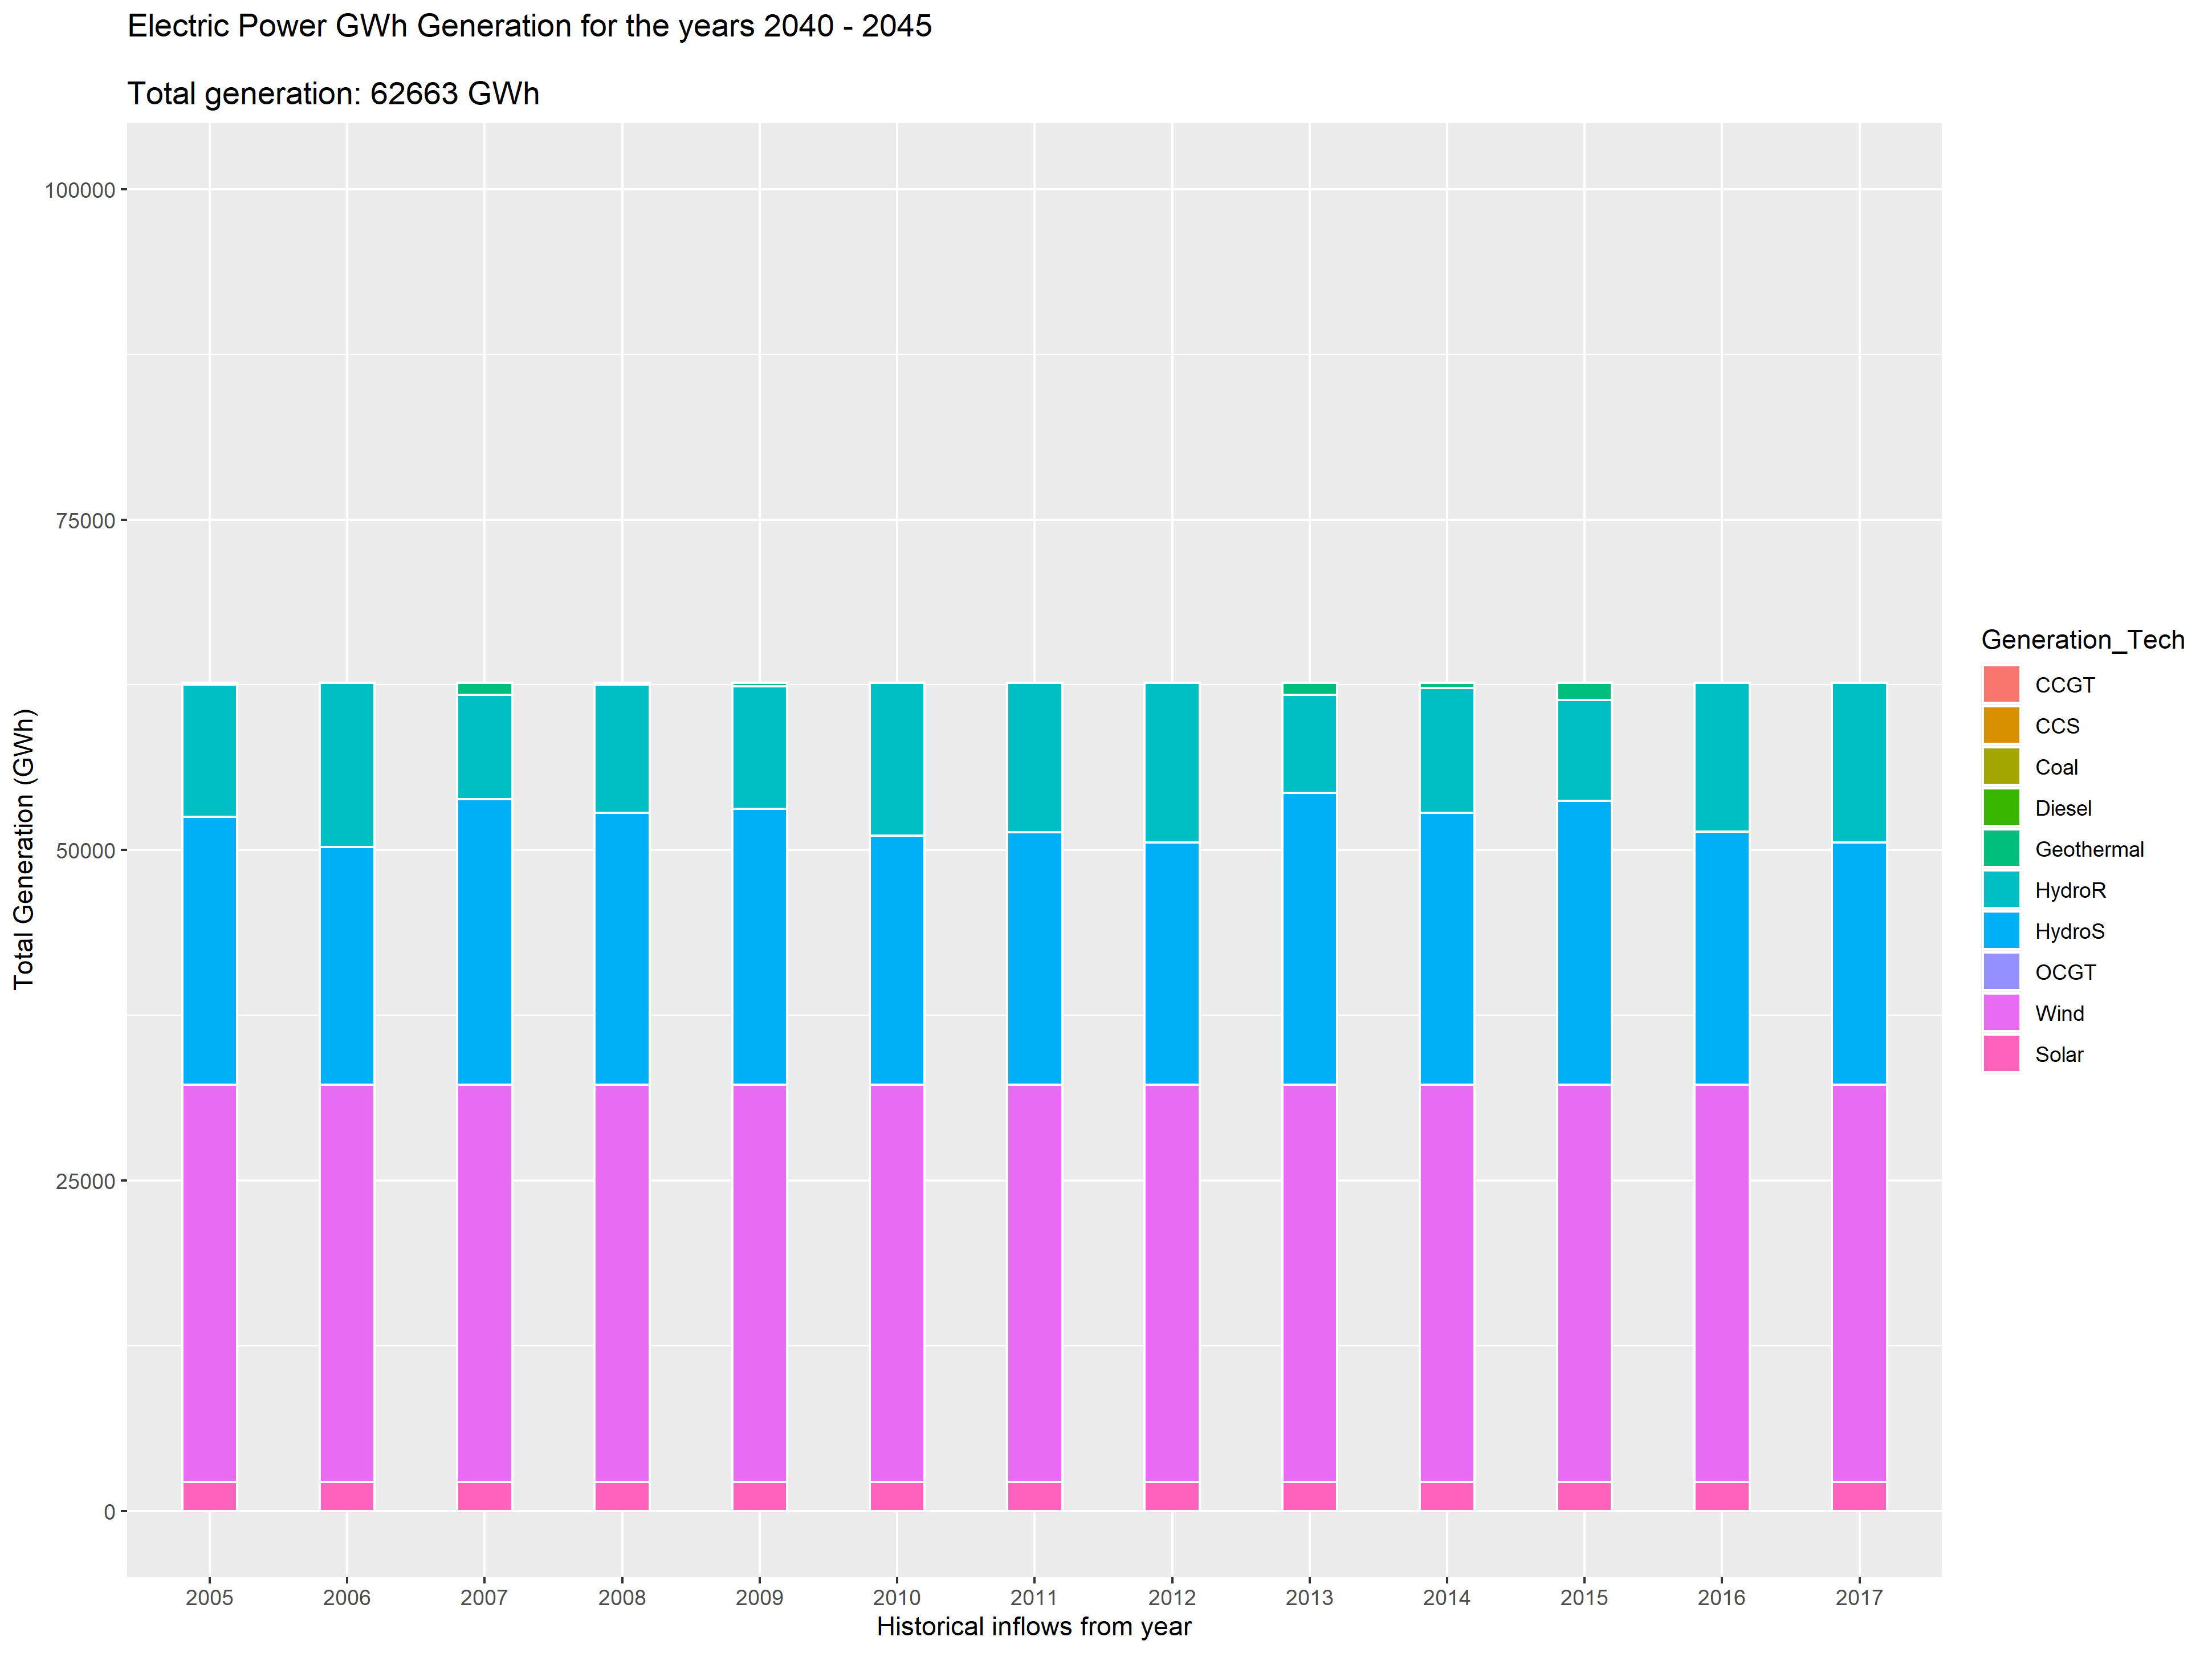 Electric Power GWh Generation for the years 2040 - 2045
Total generation: 62663 GWh
Total Generation (GWh)
100000
75000
50000
25000
0
2005 2006 2007 2008 2009 2010 2011 2012 2013 2014 2015 2016 2017
Historical inflows from year
Generation_Tech
CCGT
CCS
Coal
Diesel
Geothermal
HydroR
HydroS
OCGT
Wind
Solar